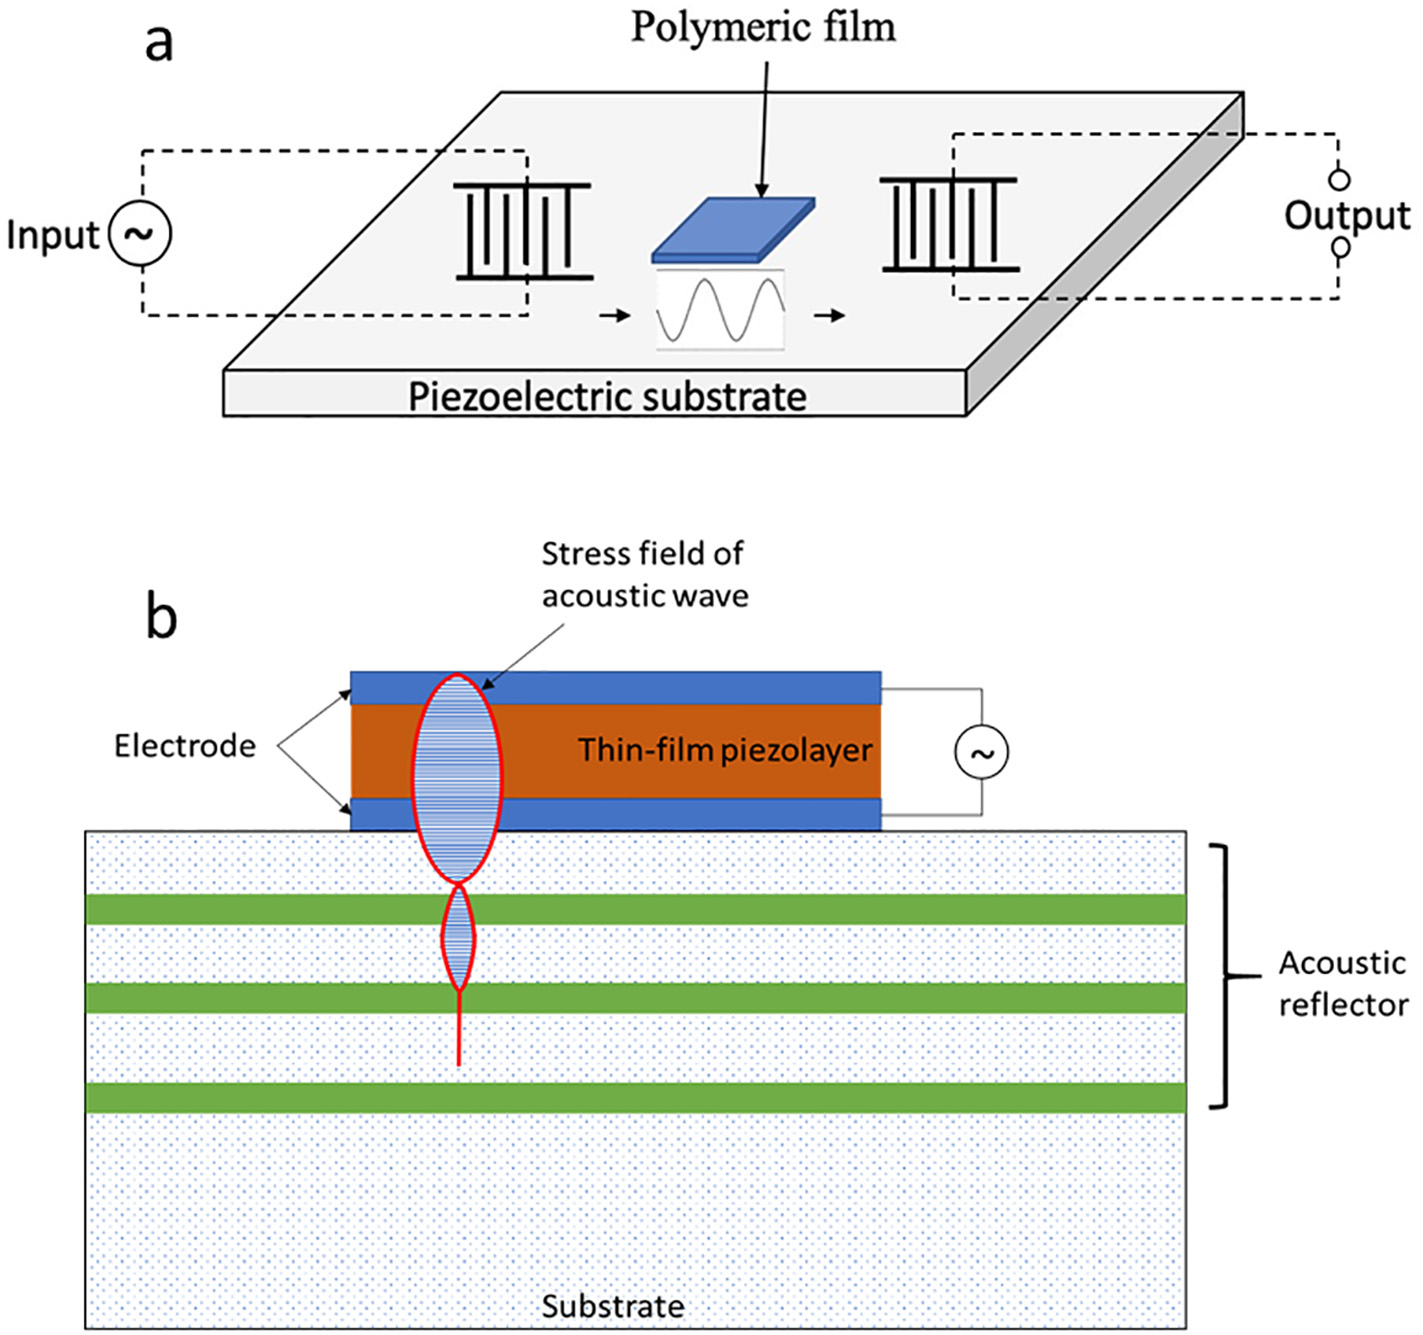 a
Polymeric film
Input ~
Output
Piezoelectric substrate
b
Stress field of
acoustic wave
Electrode
Thin-film piezolayer
~
Acoustic
reflector
Substrate